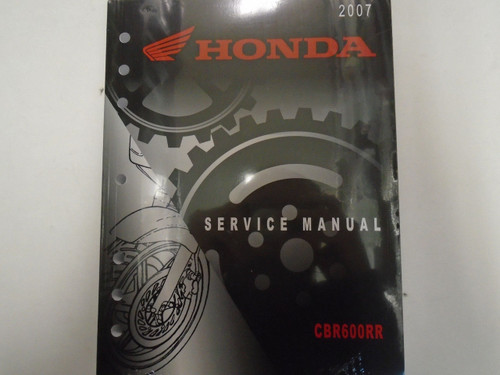 2007
HONDA
SERVICE MANUAL
CBR600RR